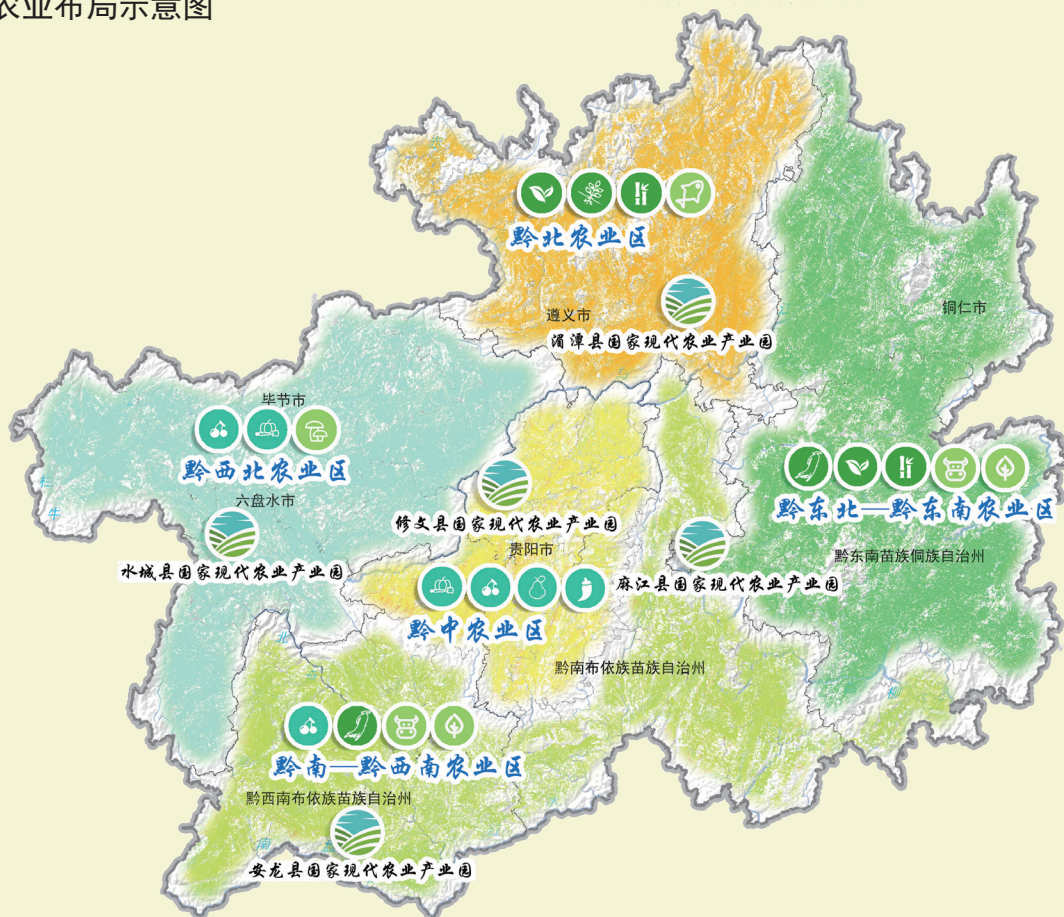 农业布局示意图
黔北农业区
遵义市
铜仁市
湄潭县国家现代农业产业园
毕节市
黔西北农业区
六盘水市
修文县国家现代农业产业园
黔东北—黔东南农业区
贵阳市
黔东南苗族侗族自治州
水城县国家现代农业产业园
麻江县国家现代农业产业园
黔中农业区
黔南布依族苗族自治州
黔南—黔西南农业区
黔西南布依族苗族自治州
安龙县国家现代农业产业园
乌
牛
北
柳
南
盘
江